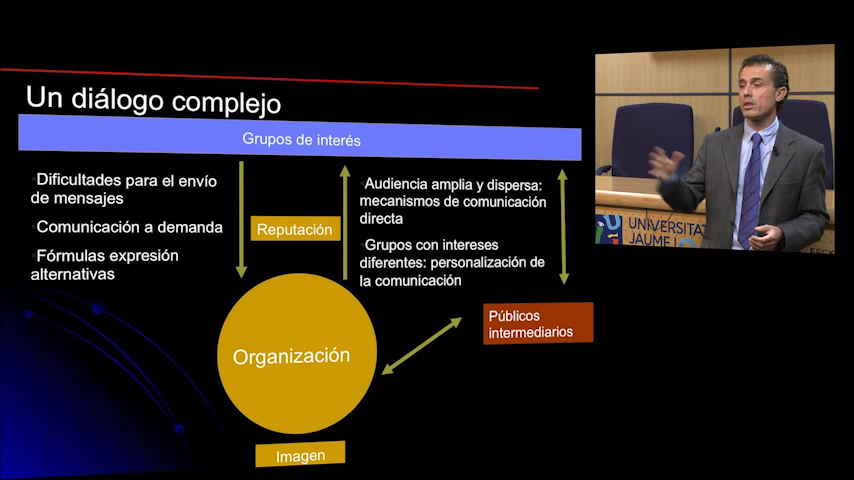 Un diálogo complejo
Grupos de interés
Dificultades para el envío
de mensajes
Comunicación a demanda
Fórmulas expresión
alternativas
Reputación
Audiencia amplia y dispersa:
mecanismos de comunicación
directa
Grupos con intereses
diferentes: personalización de
la comunicación
Organización
Públicos
intermediarios
Imagen
UNIVERSITAT
JAUME I